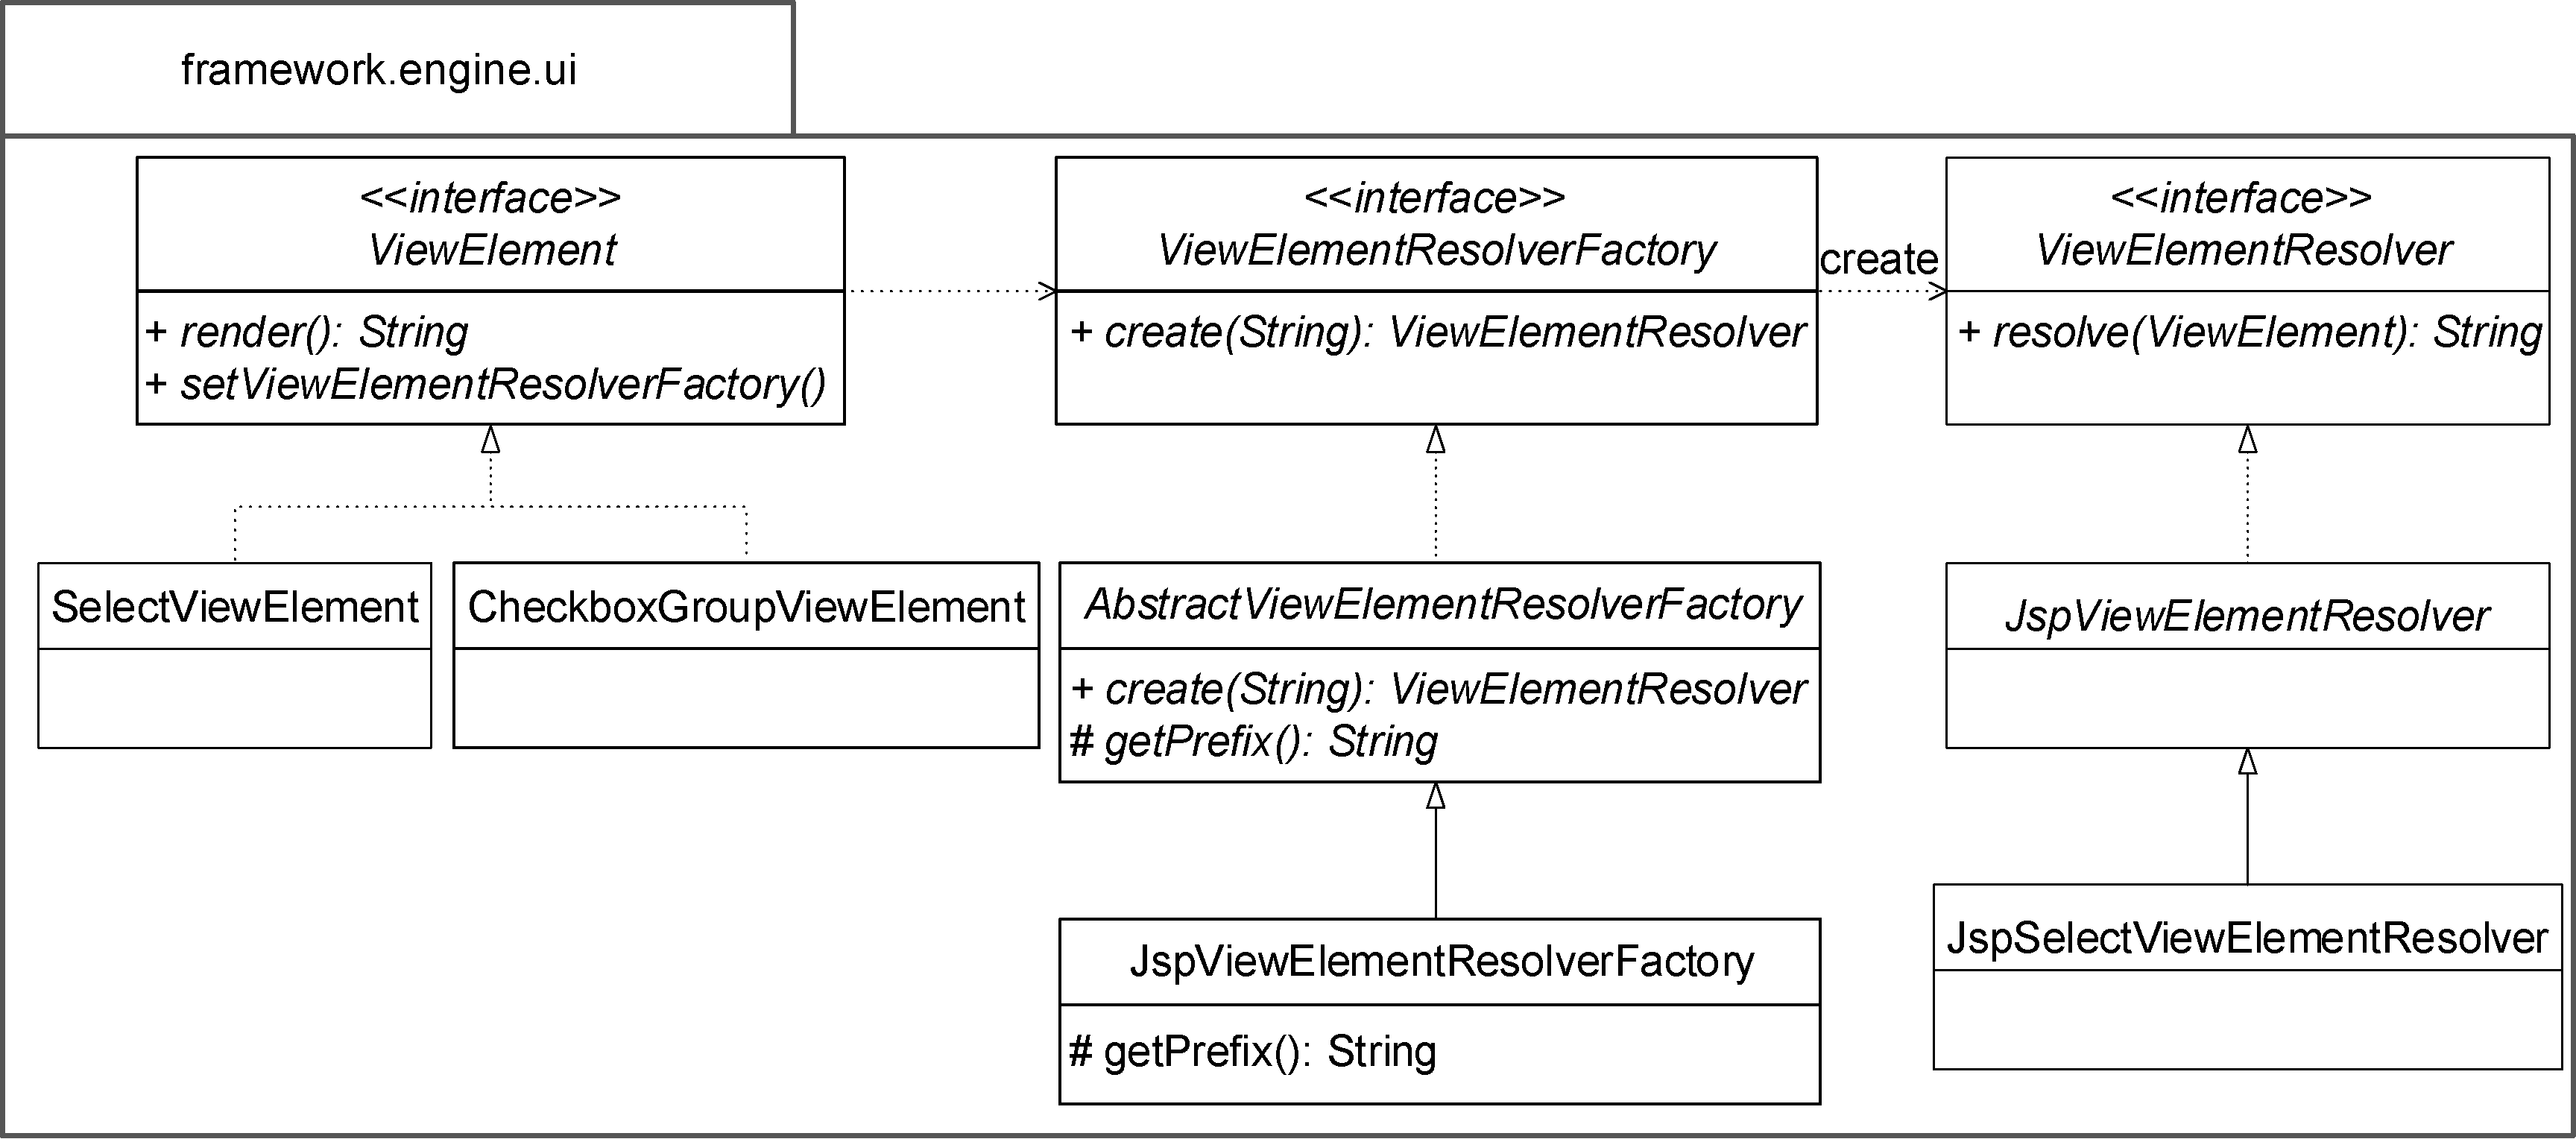 framework.engine.ui
<<interface>>
ViewElement
+ render(): String
+ setViewElementResolverFactory()
<<interface>>
ViewElementResolverFactory
+ create(String): ViewElementResolver
create
<<interface>>
ViewElementResolver
+ resolve(ViewElement): String
SelectViewElement
CheckboxGroupViewElement
AbstractViewElementResolverFactory
+ create(String): ViewElementResolver
# getPrefix(): String
JspViewElementResolver
JspViewElementResolverFactory
# getPrefix(): String
JspSelectViewElementResolver